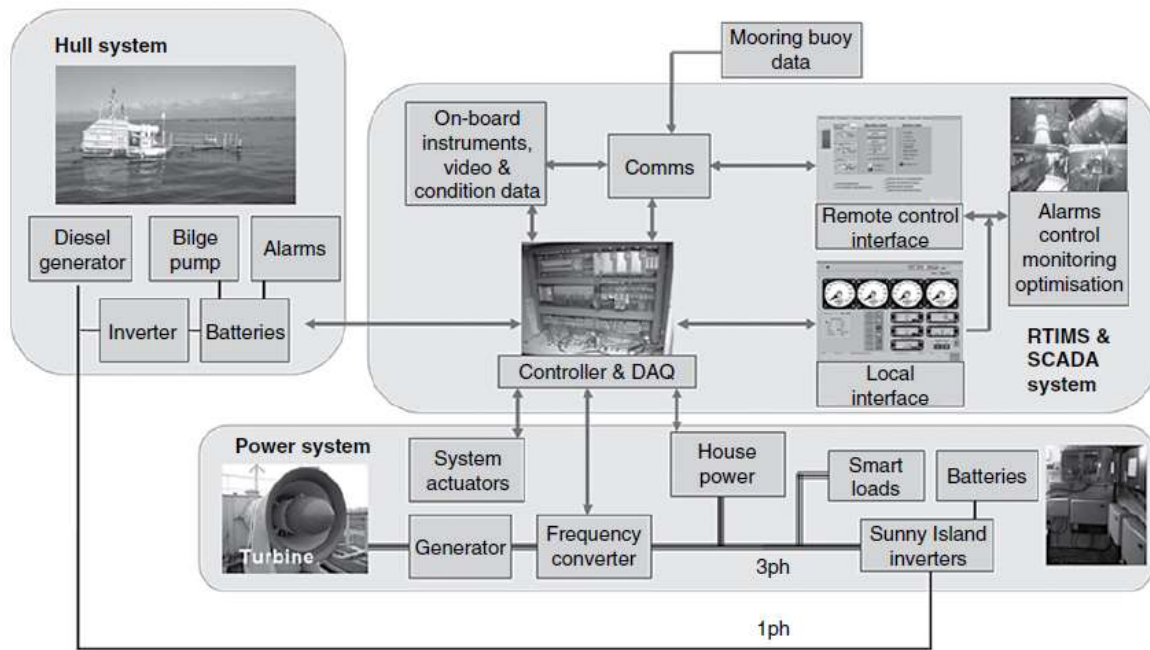 Hull system
Diesel
generator
Bilge
pump
Alarms
Inverter
Batteries
Mooring buoy
data
On-board
instruments,
video &
condition data
Comms
Remote control
interface
Alarms
control
monitoring
optimisation
Controller & DAQ
Local
interface
RTIMS &
SCADA
system
Power system
Turbine
System
actuators
Generator
Frequency
converter
House
power
Smart
loads
Batteries
Sunny Island
inverters
3ph
1ph